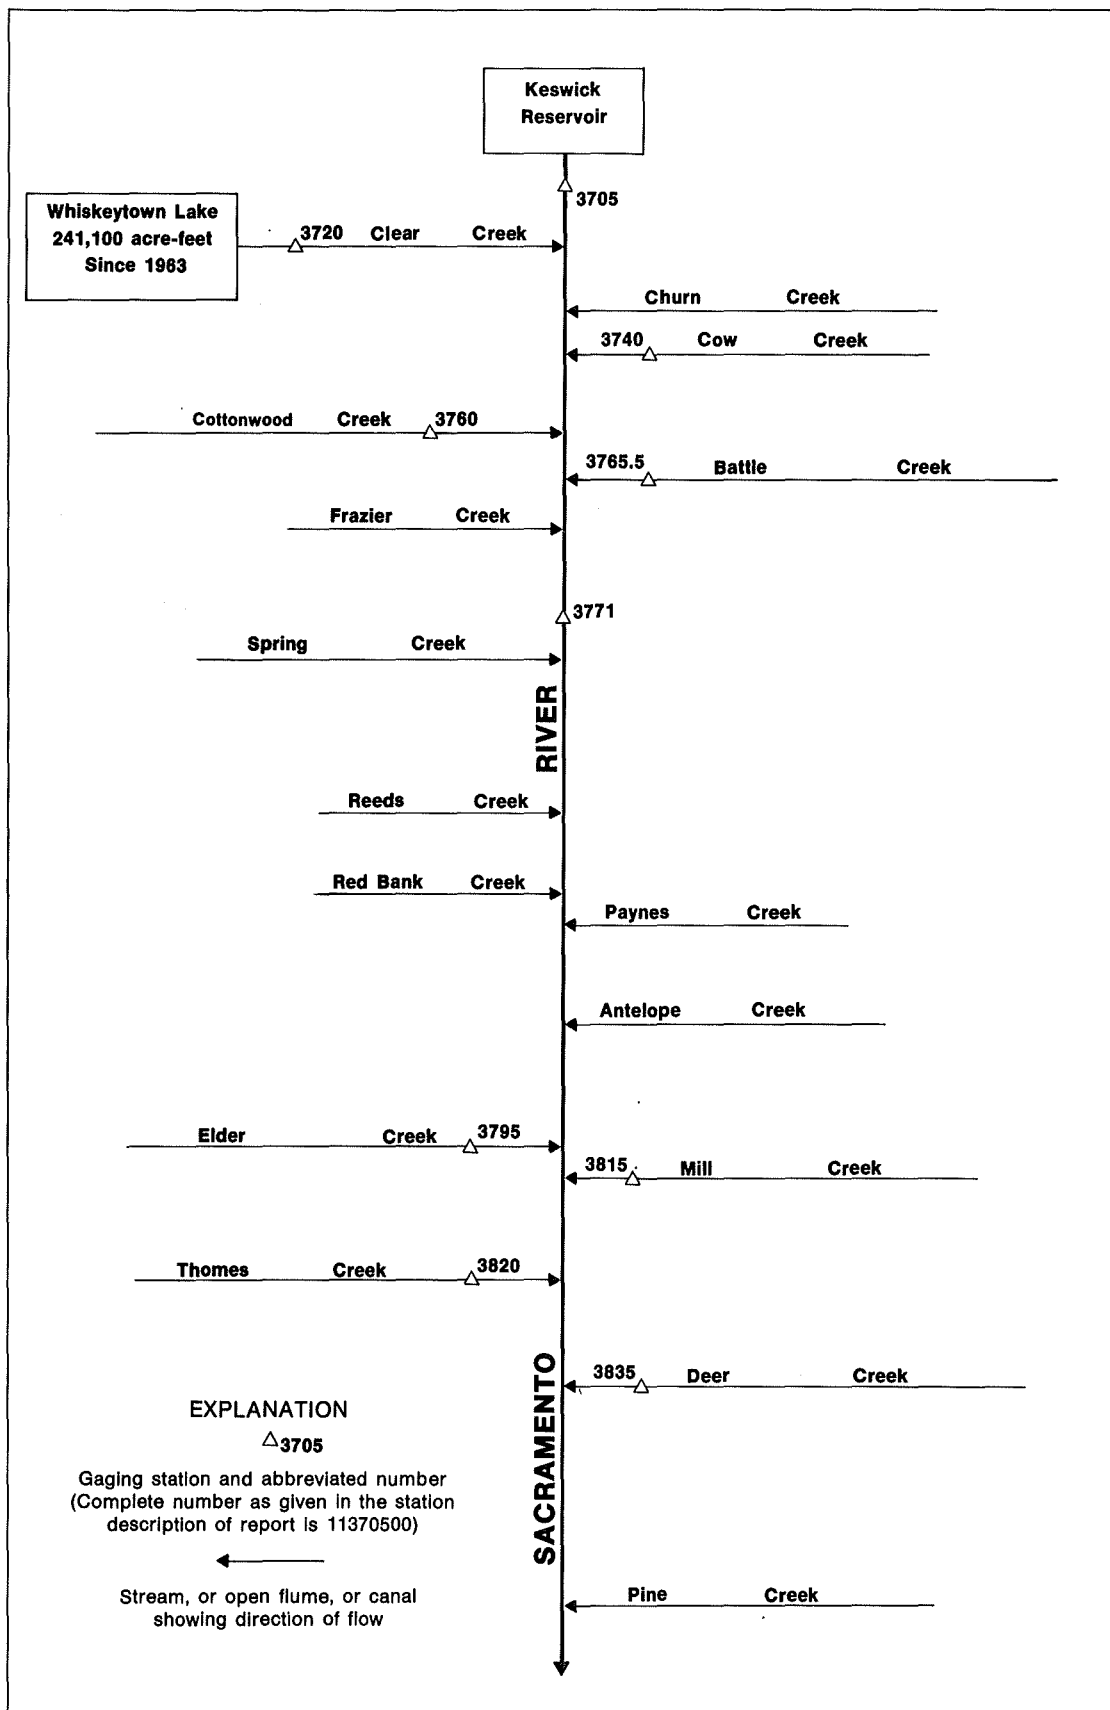 Keswick
Reservoir
3705
Whiskeytown Lake
241,100 acre-feet
Since 1963
3720 Clear Creek
Churn Creek
3740 Cow Creek
Cottonwood Creek 3760
3765.5 Battle Creek
Frazier Creek
3771
Spring Creek
RIVER
Reeds Creek
Red Bank Creek
Paynes Creek
Antelope Creek
Elder Creek 3795
3815 Mill Creek
Thomes Creek 3820
3835 Deer Creek
SACRAMENTO
EXPLANATION
3705
Gaging station and abbreviated number
(Complete number as given in the station
description of report is 11370500)
Stream, or open flume, or canal
showing direction of flow
Pine Creek